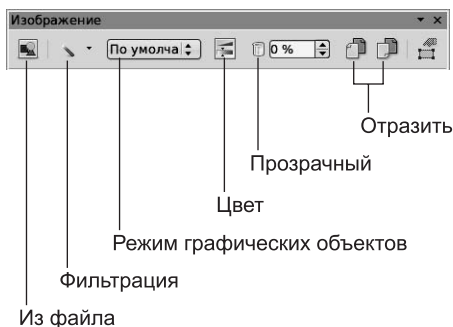 Изображение
По умолча
0 %
Отразить
Прозрачный
Цвет
Режим графических объектов
Фильтрация
Из файла